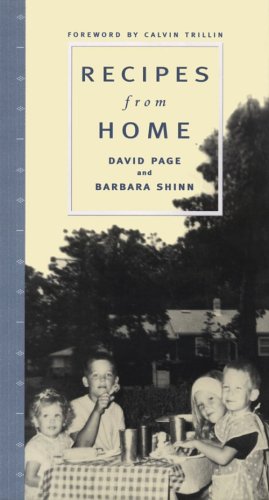 FOREWORD BY CALVIN TRILLIN
RECIPES
from
HOME
DAVID PAGE
and
BARBARA SHINN